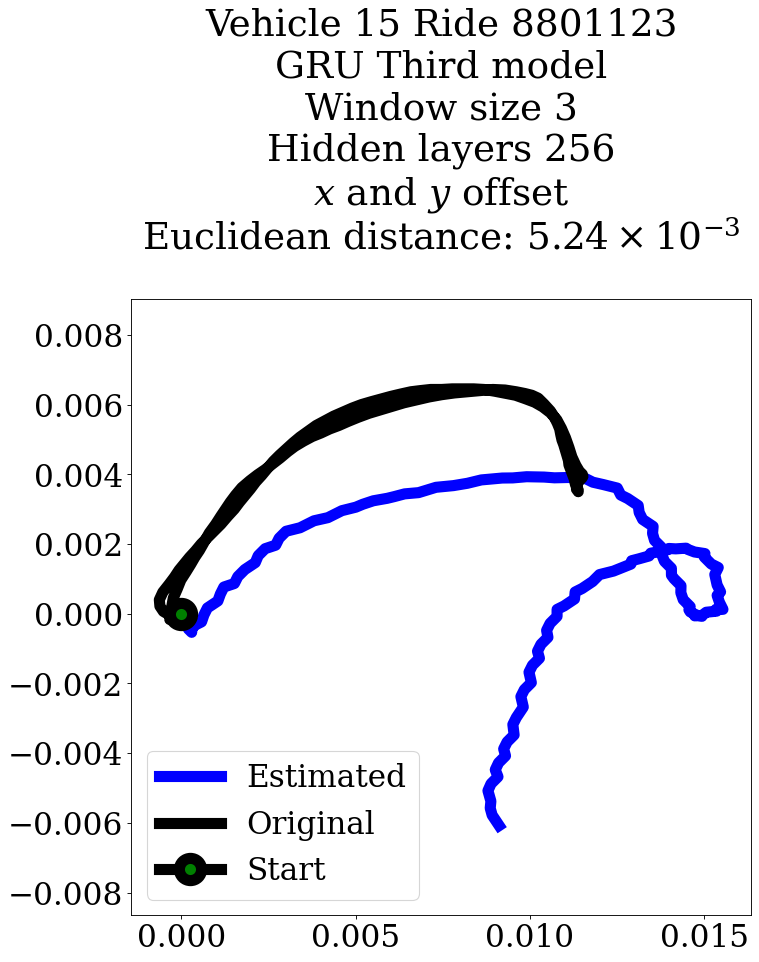 Vehicle 15 Ride 8801123
GRU Third model
Window size 3
Hidden layers 256
x and y offset
Euclidean distance: 5.24 × 10⁻³
0.008
0.006
0.004
0.002
0.000
−0.002
−0.004
−0.006
−0.008
Estimated
Original
Start
0.000 0.005 0.010 0.015